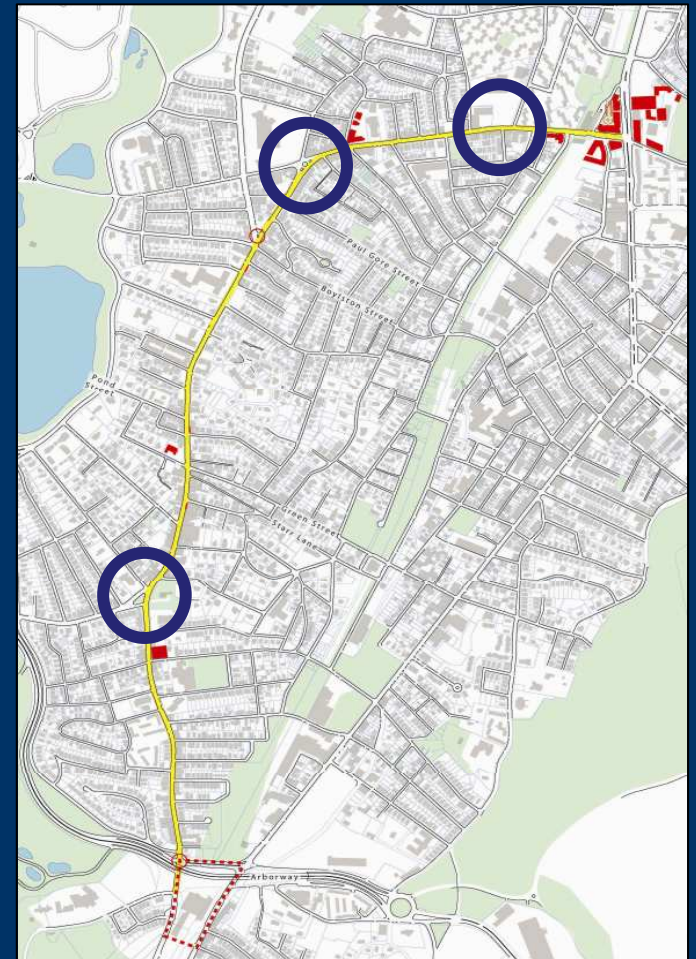 Paul Gore Street
Boylston Street
Pond
Street
Green Street
Starr Lane
Arborway